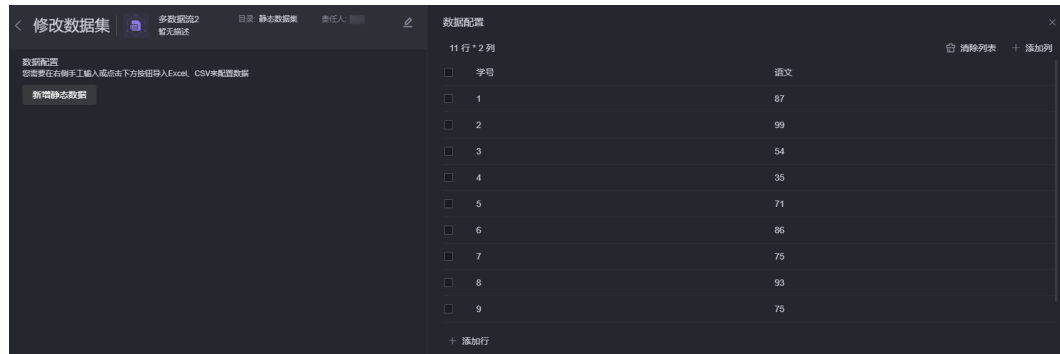 修改数据集
多数据流2
目录: 静态数据集
责任人:
暂无描述
数据配置
您需要在右侧手工输入或点击下方按钮导入Excel、CSV来配置数据
新增静态数据
数据配置
11 行 * 2 列
清除列表
添加列
学号 语文
1 87
2 99
3 54
4 35
5 71
6 86
7 75
8 93
9 75
添加行